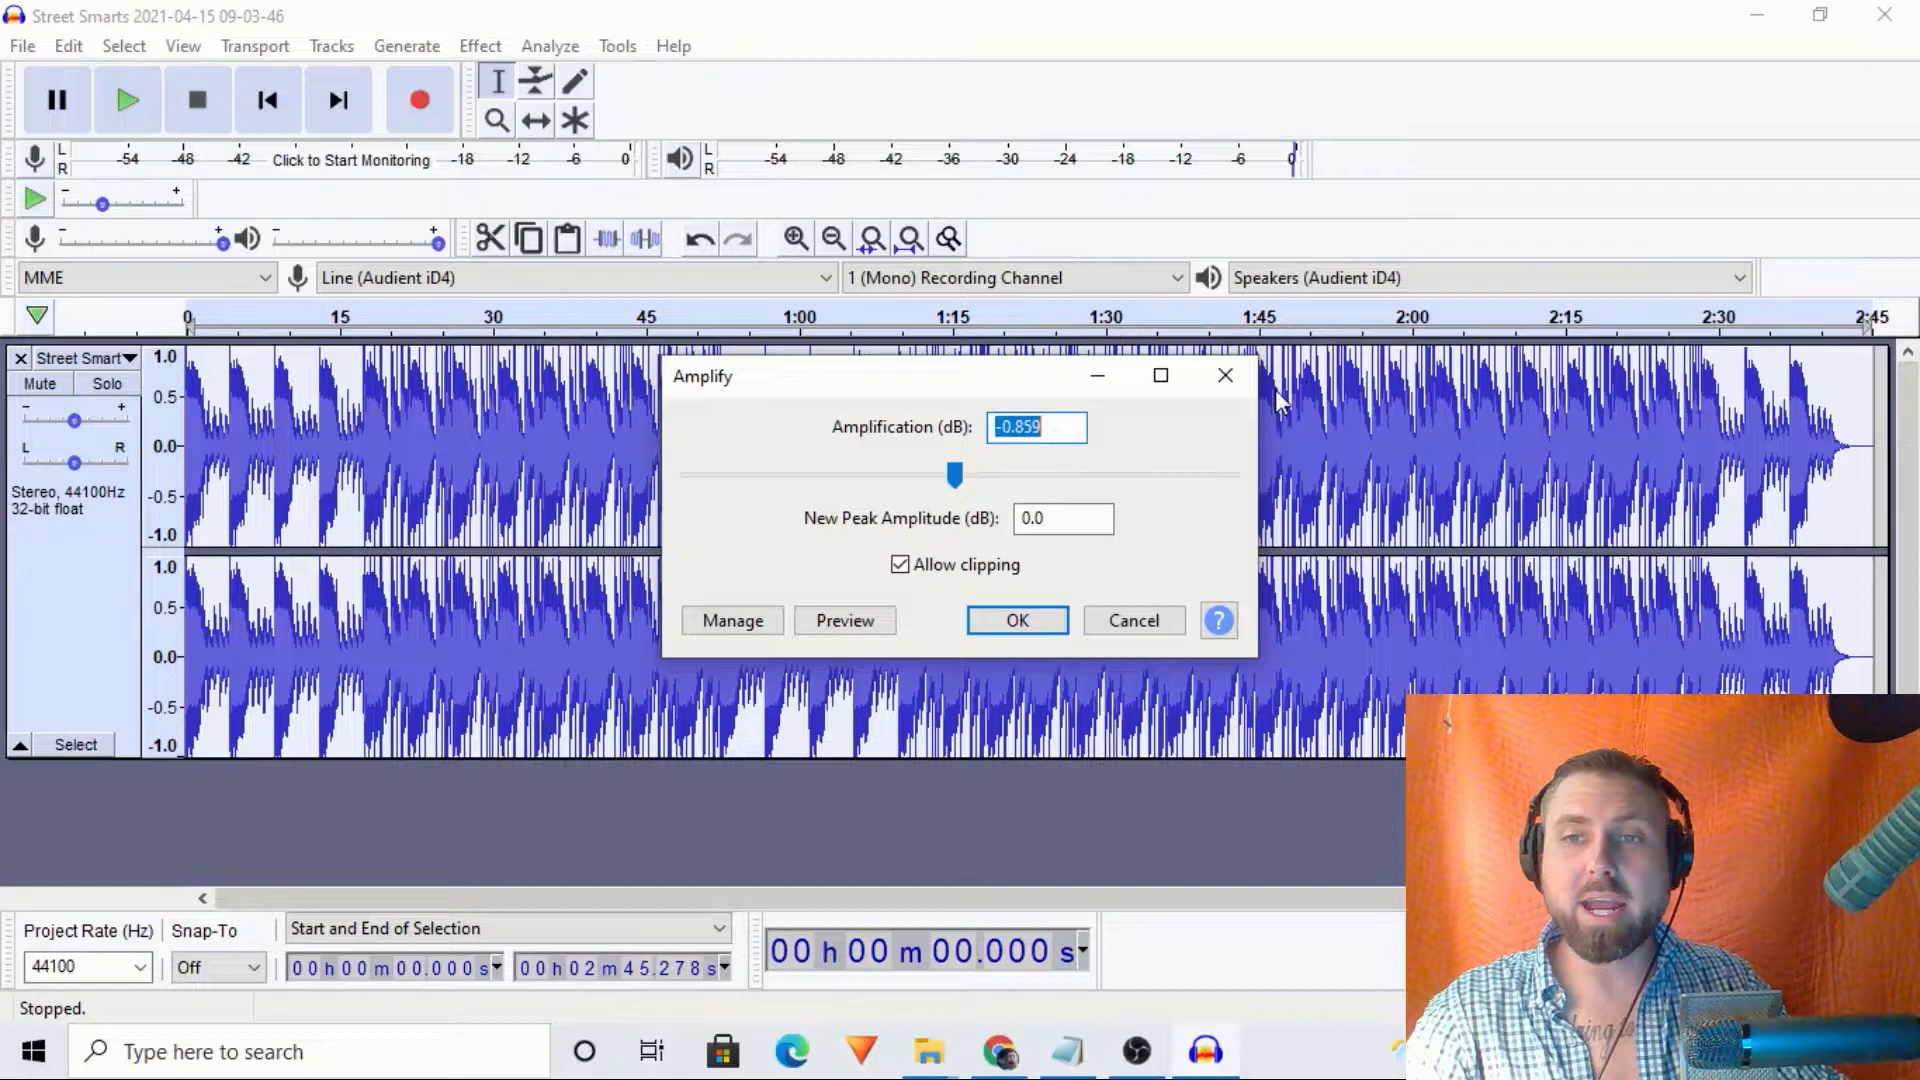 Street Smarts 2021-04-15 09-03-46
File Edit Select View Transport Tracks Generate Effect Analyze Tools Help
L
R
-54 -48 -42 Click to Start Monitoring -18 -12 -6 0
L
R
-54 -48 -42 -36 -30 -24 -18 -12 -6 0
- +
- + - +
MME Line (Audient iD4) 1 (Mono) Recording Channel Speakers (Audient iD4)
0 15 30 45 1:00 1:15 1:30 1:45 2:00 2:15 2:30 2:45
Street Smart
Mute Solo
- +
L R
Stereo, 44100Hz
32-bit float
Select
1.0
0.5
0.0
-0.5
-1.0
1.0
0.5
0.0
-0.5
-1.0
Amplify
Amplification (dB): -0.859
New Peak Amplitude (dB): 0.0
Allow clipping
Manage Preview OK Cancel ?
Project Rate (Hz) Snap-To Start and End of Selection
44100 Off 00 h 00 m 00.000 s 00 h 02 m 45.278 s
00 h 00 m 00.000 s
Stopped.
Type here to search